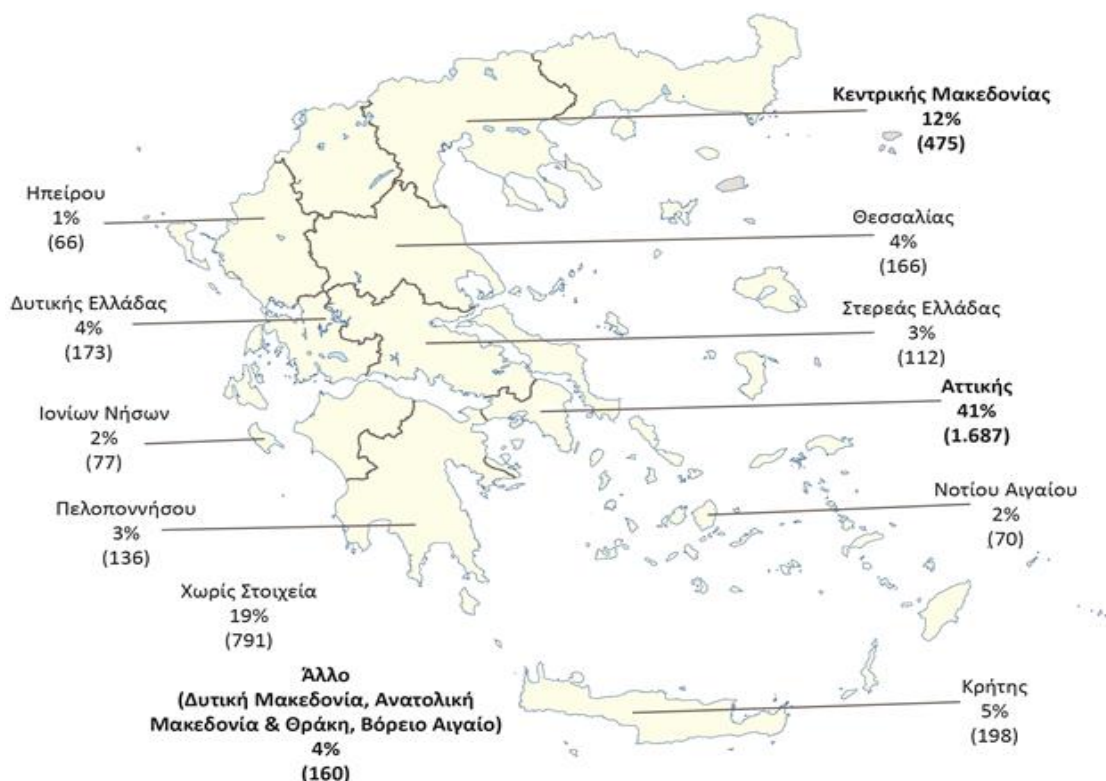 Κεντρικής Μακεδονίας
12%
(475)
Ηπείρου
1%
(66)
Θεσσαλίας
4%
(166)
Δυτικής Ελλάδας
4%
(173)
Στερεάς Ελλάδας
3%
(112)
Αττικής
41%
(1.687)
Ιονίων Νήσων
2%
(77)
Νοτίου Αιγαίου
2%
(70)
Πελοποννήσου
3%
(136)
Χωρίς Στοιχεία
19%
(791)
Άλλο
(Δυτική Μακεδονία, Ανατολική
Μακεδονία & Θράκη, Βόρειο Αιγαίο)
4%
(160)
Κρήτης
5%
(198)